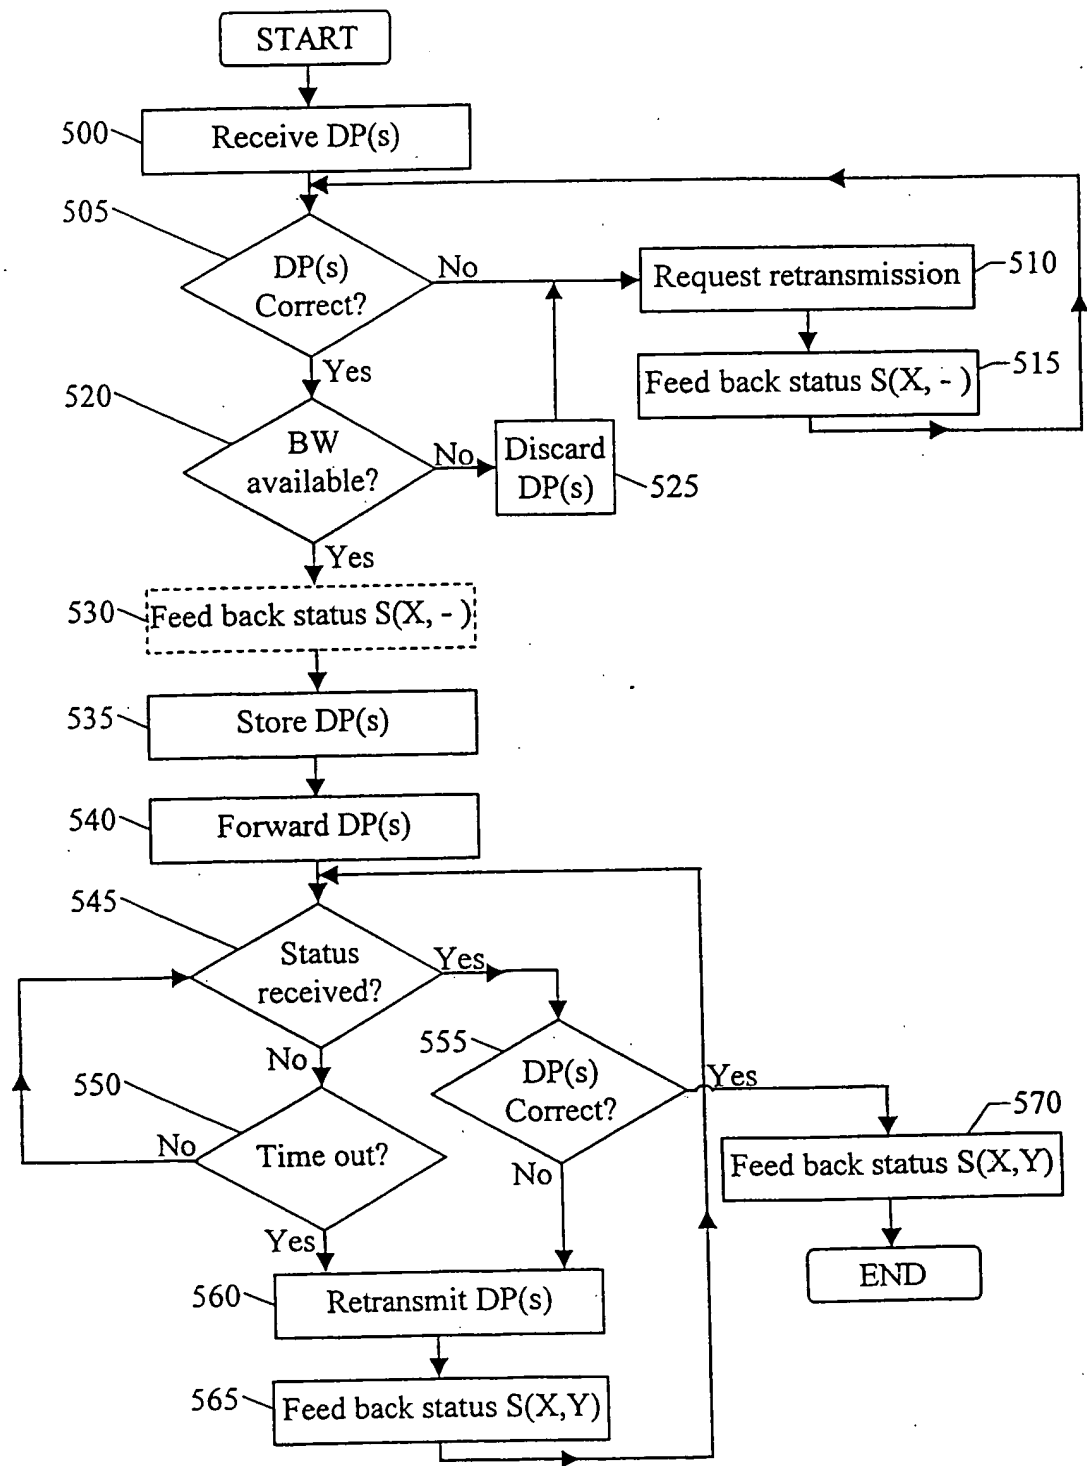 START
500
Receive DP(s)
505
DP(s)
Correct?
No
Request retransmission
510
Yes
Feed back status S(X, - )
515
520
BW
available?
No
Discard
DP(s)
525
Yes
530
Feed back status S(X, - )
535
Store DP(s)
540
Forward DP(s)
545
Status
received?
Yes
No
555
DP(s)
Correct?
Yes
550
Time out?
No
No
570
Feed back status S(X,Y)
Yes
END
560
Retransmit DP(s)
565
Feed back status S(X,Y)